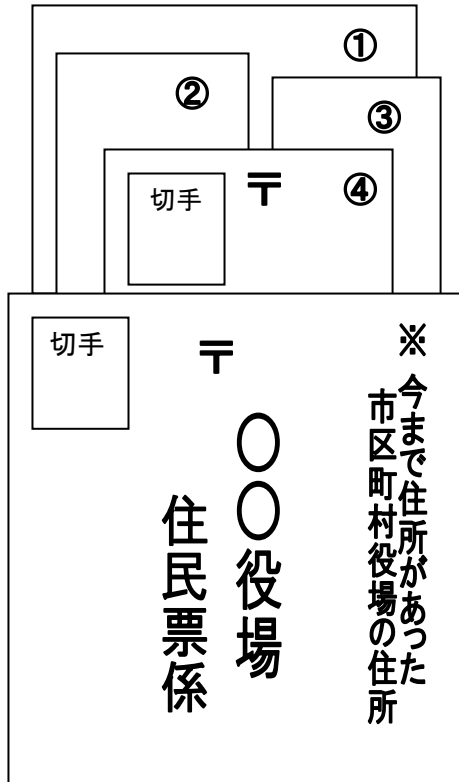 ①
②
③
④
切手
〒
切手
〒
※今まで住所があった
市区町村役場の住所
〇〇役場
住民票係